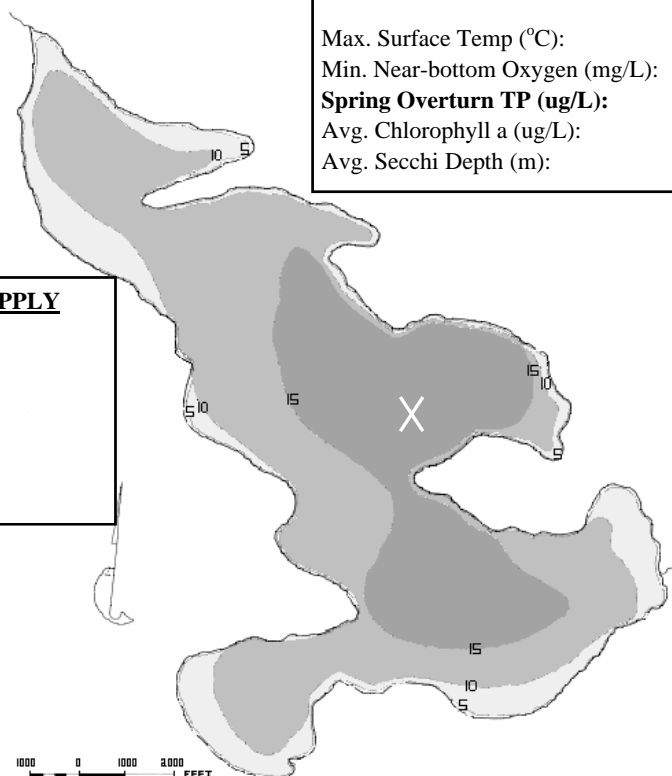 Max. Surface Temp (°C):
Min. Near-bottom Oxygen (mg/L):
Spring Overturn TP (ug/L):
Avg. Chlorophyll a (ug/L):
Avg. Secchi Depth (m):
10 5
PPLY
15
10
15
5 10
5
15
10
5
1000 0 1000 2000
FEET